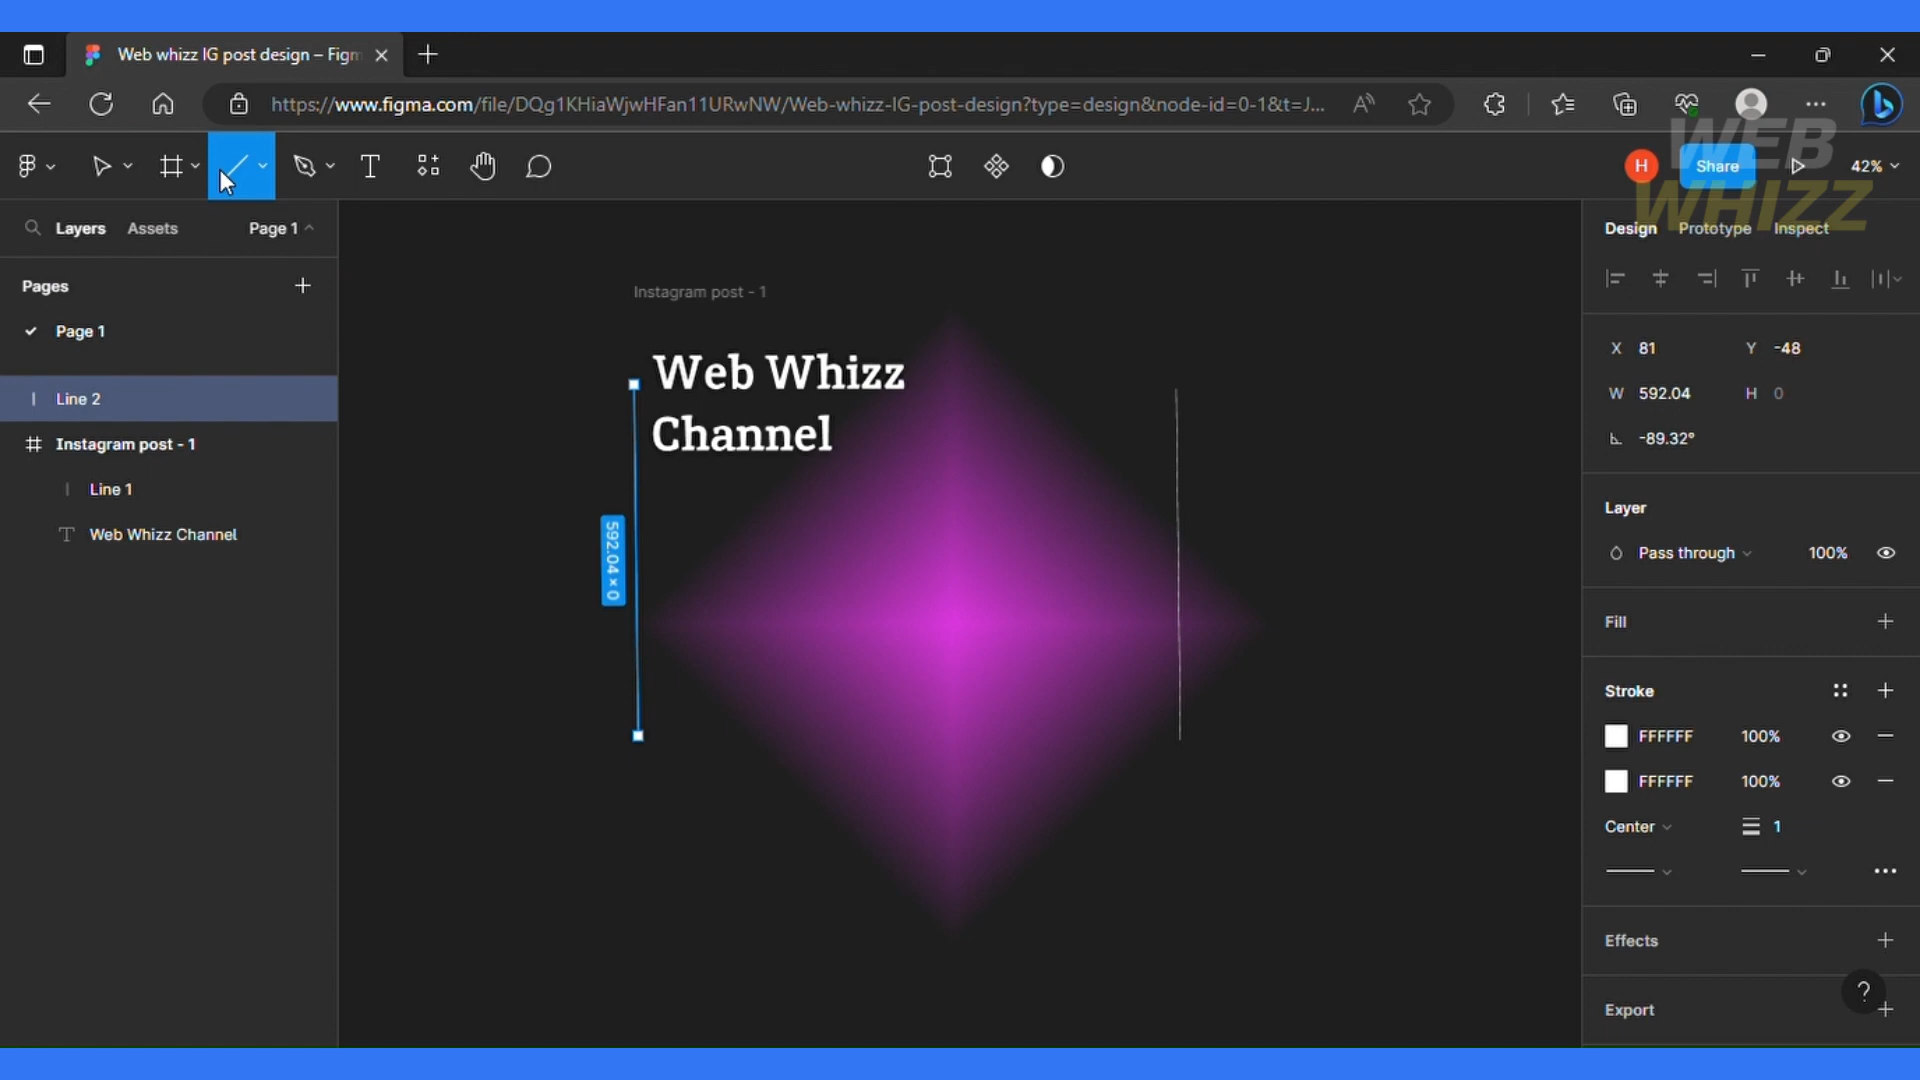 Web whizz IG post design – Figm
https://www.figma.com/file/DQg1KHiaWjwHFan11URwNW/Web-whizz-IG-post-design?type=design&node-id=0-1&t=J...
WEB
WHIZZ
H
Share
42%
Layers
Assets
Page 1
Design
Prototype
Inspect
Pages
Page 1
Line 2
Instagram post - 1
Line 1
Web Whizz Channel
Instagram post - 1
Web Whizz
Channel
592.04 × 0
X 81
Y -48
W 592.04
H 0
-89.32°
Layer
Pass through
100%
Fill
Stroke
FFFFFF 100%
FFFFFF 100%
Center
1
Effects
Export
?